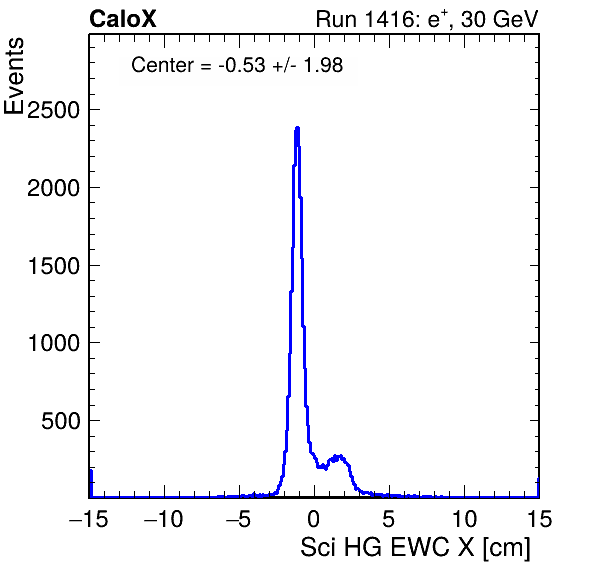 CaloX Run 1416: e⁺, 30 GeV
Center = -0.53 +/- 1.98
Events
2500
2000
1500
1000
500
−15 −10 −5 0 5 10 15
Sci HG EWC X [cm]